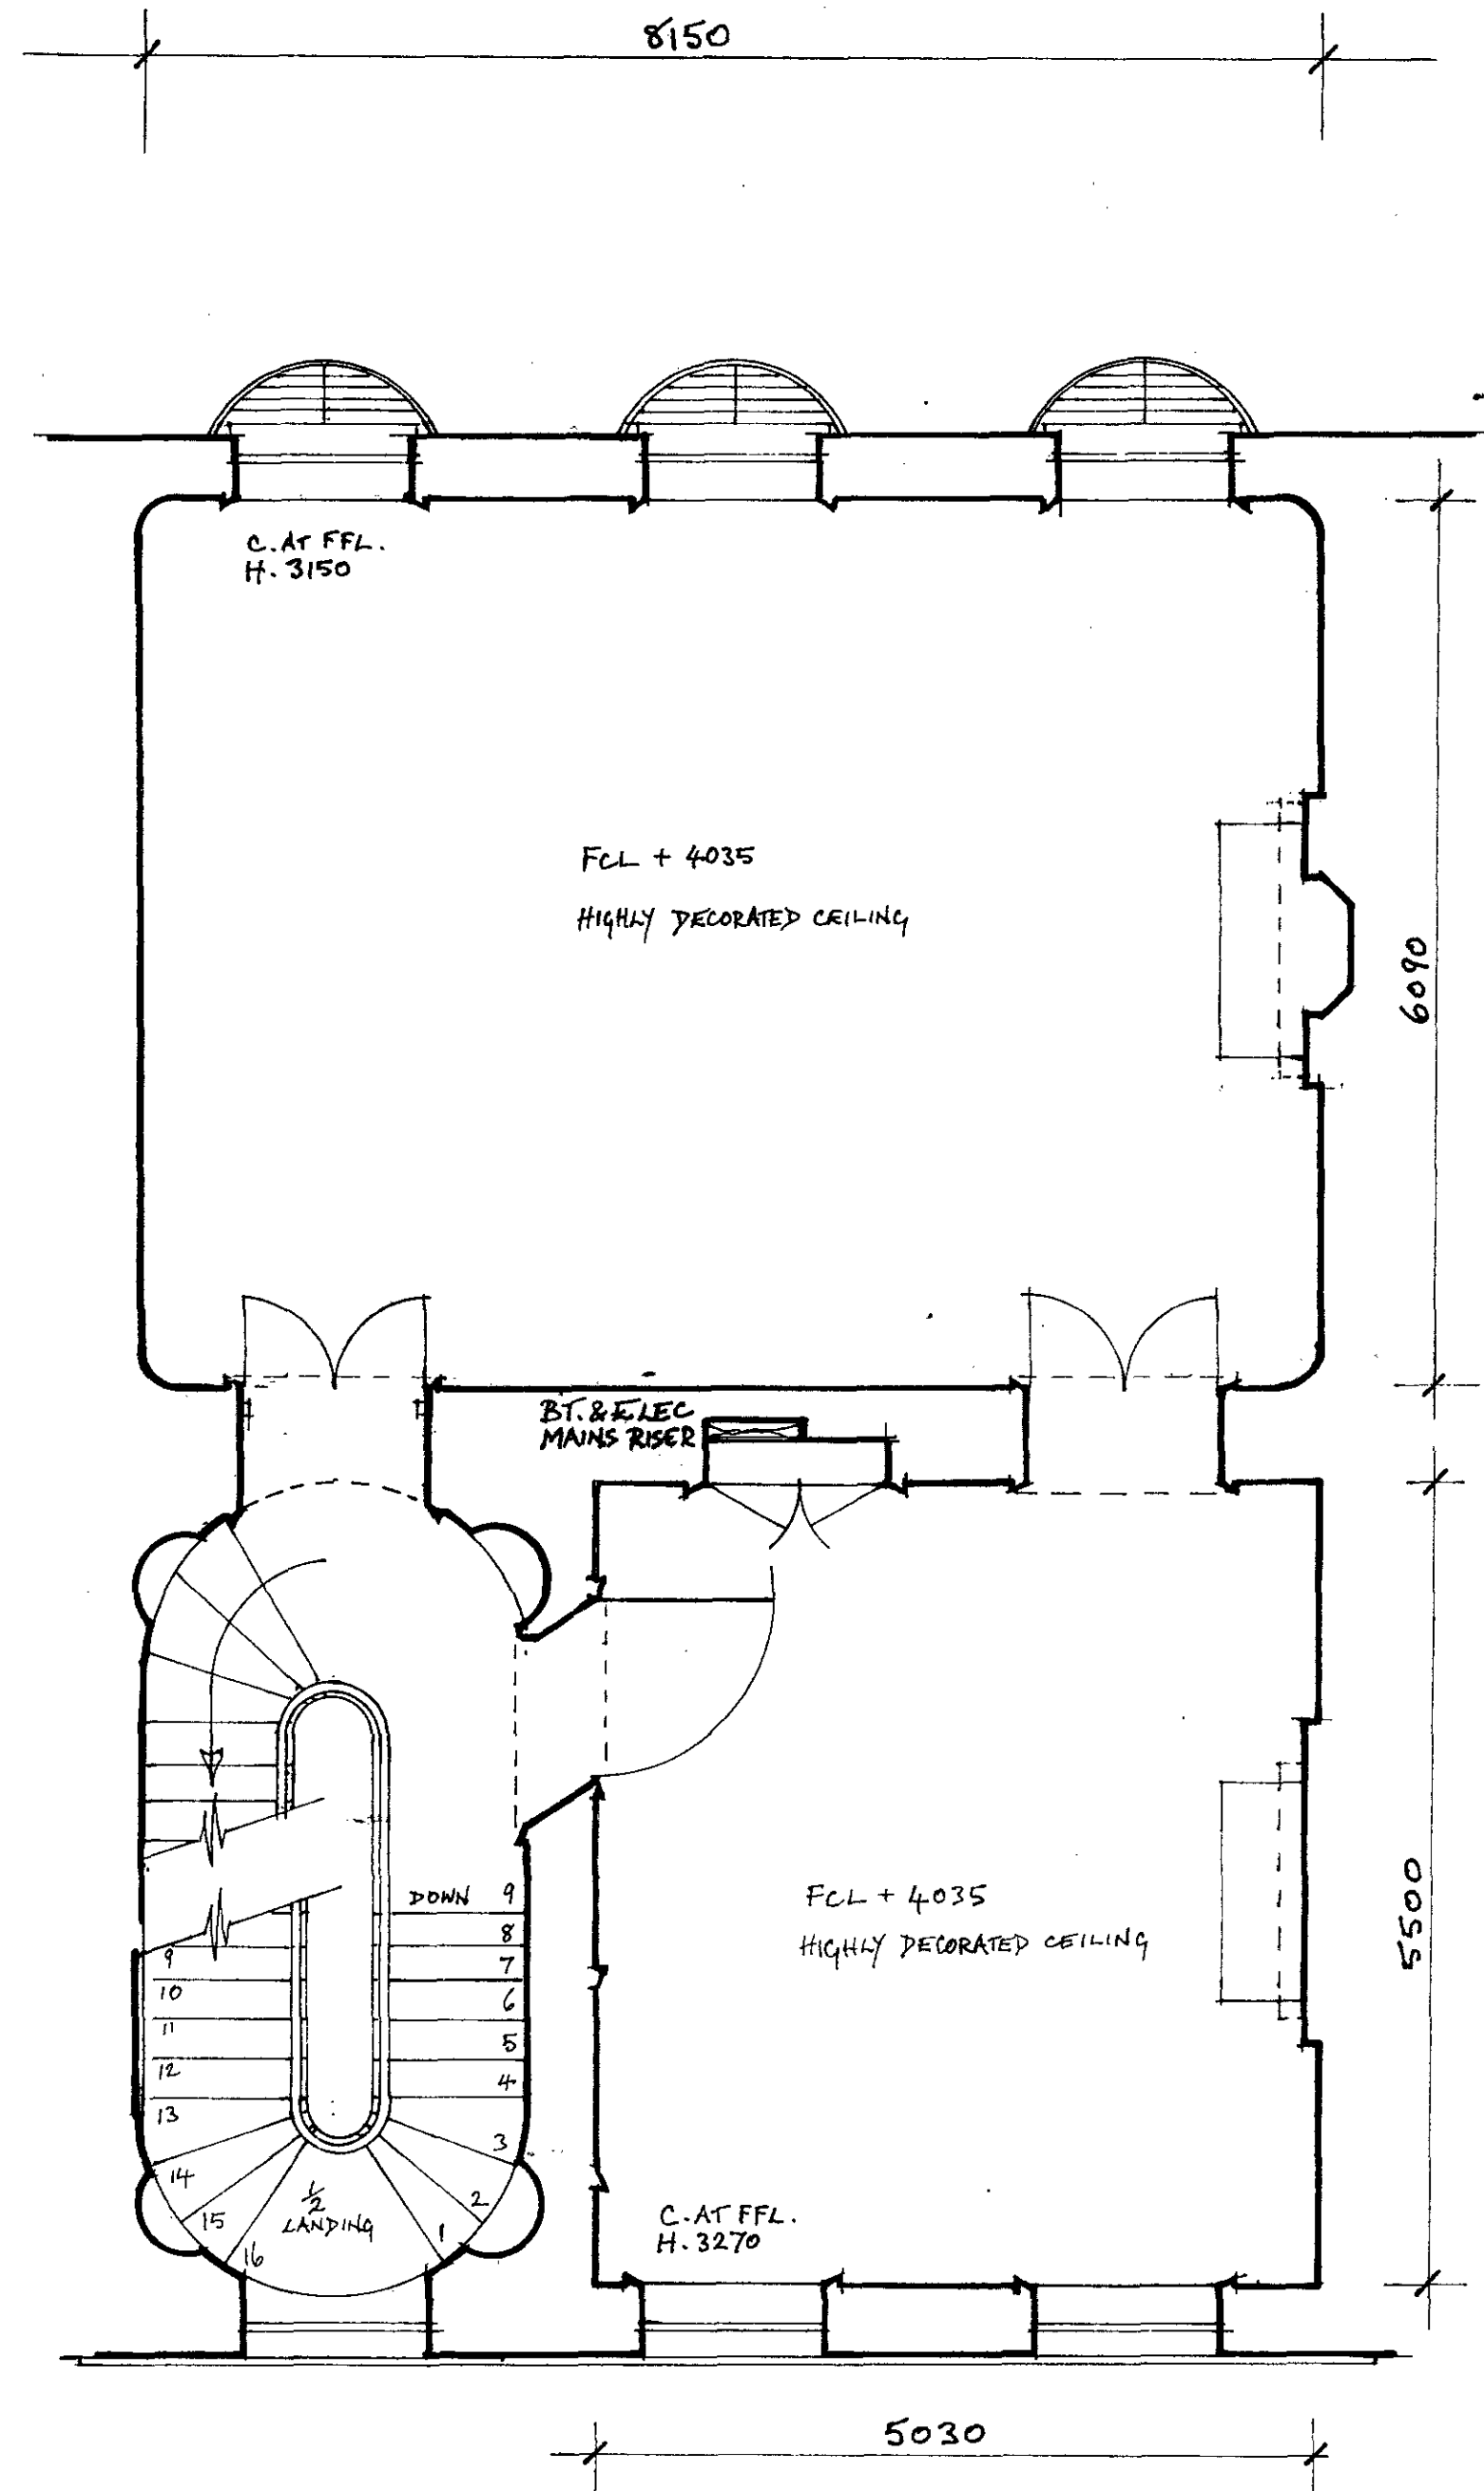 8150
C. AT FFL.
H. 3150
FCL + 4035
HIGHLY DECORATED CEILING
6090
BT. & ELEC
MAINS RISER
DOWN 9
8
7
6
5
4
3
2
1
9
10
11
12
13
14
15
16
1/2
LANDING
FCL + 4035
HIGHLY DECORATED CEILING
5500
C. AT FFL.
H. 3270
5030